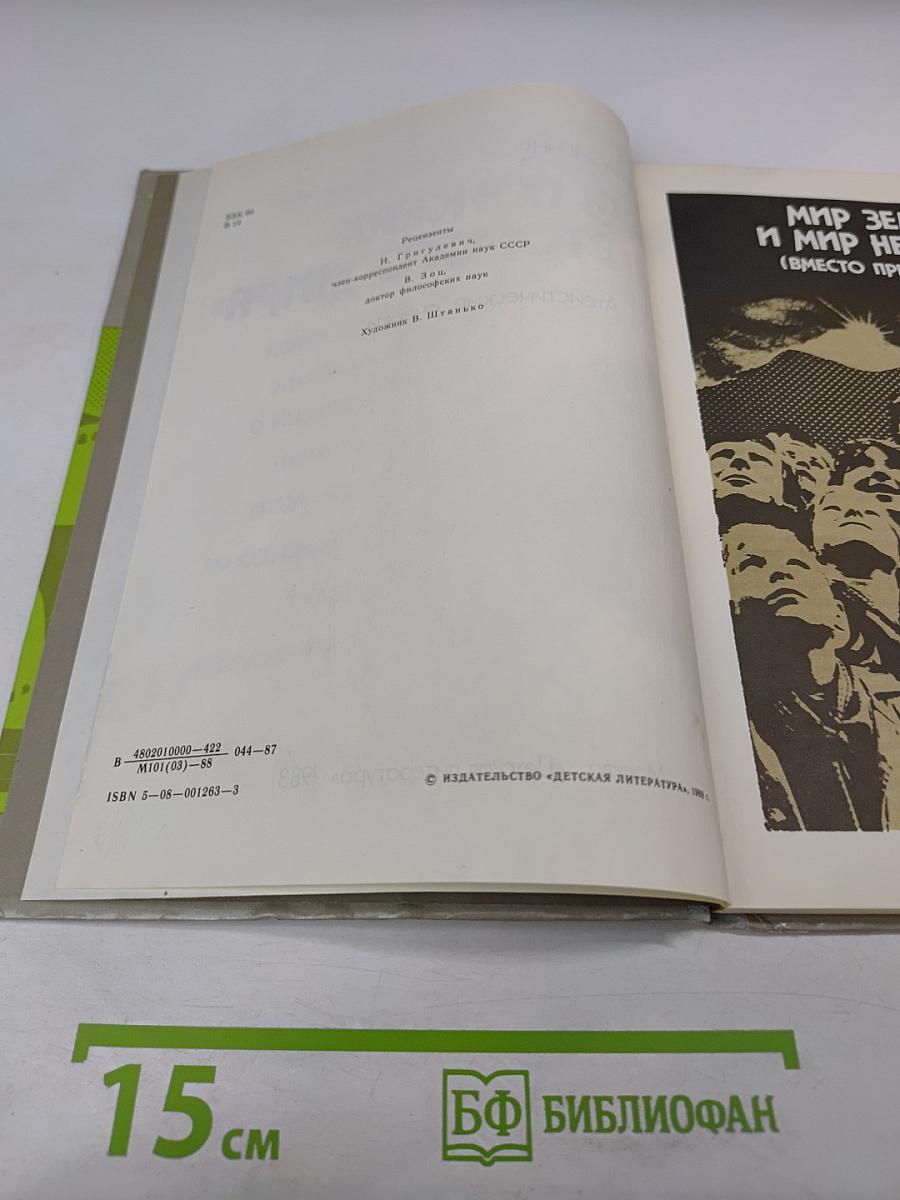 ББК 86
В 19
Рецензенты
И. Григулевич,
член-корреспондент Академии наук СССР
В. Зоц,
доктор философских наук
Художник В. Штанько
В 4802010000—422 044—87
М101(03)—88
ISBN 5—08—001263—3
© ИЗДАТЕЛЬСТВО «ДЕТСКАЯ ЛИТЕРАТУРА», 1988 г.
МИР ЗЕ
И МИР НЕ
(ВМЕСТО ПР
15 см
БФ БИБЛИОФАН